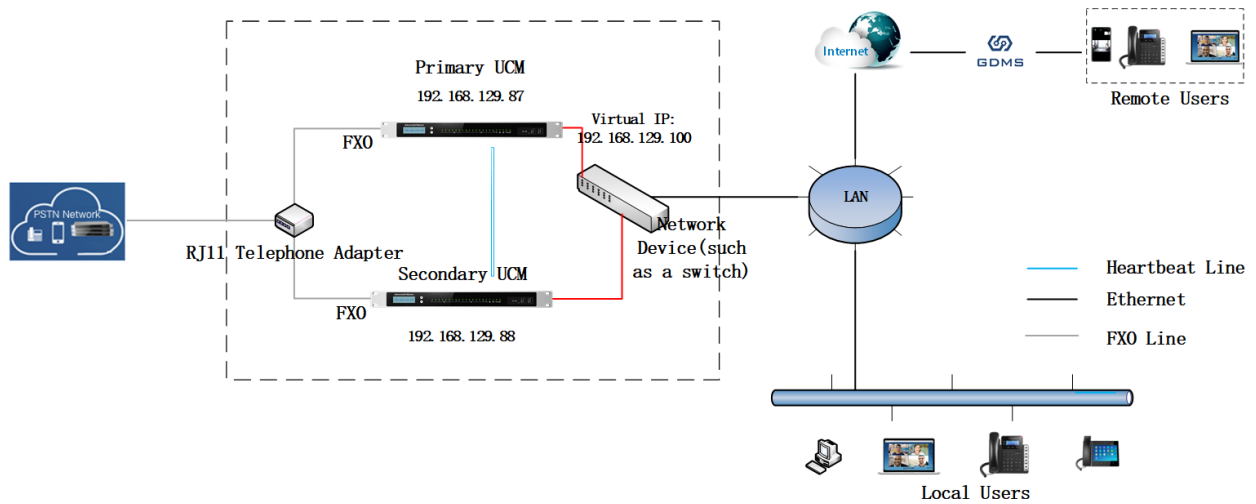 Primary UCM
192.168.129.87
Virtual IP:
192.168.129.100
FXO
PSTN Network
RJ11 Telephone Adapter
Network
Device(such
as a switch)
Secondary UCM
FXO
192.168.129.88
Internet
GDMS
Remote Users
LAN
Heartbeat Line
Ethernet
FXO Line
Local Users